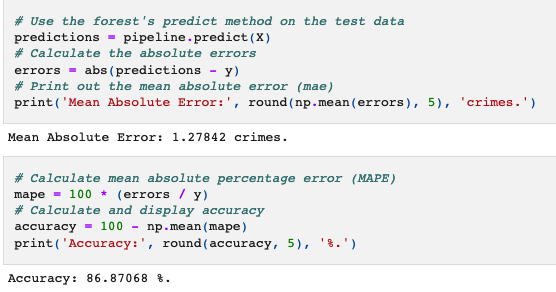 # Use the forest's predict method on the test data
predictions = pipeline.predict(X)
# Calculate the absolute errors
errors = abs(predictions - y)
# Print out the mean absolute error (mae)
print('Mean Absolute Error:', round(np.mean(errors), 5), 'crimes.')
Mean Absolute Error: 1.27842 crimes.
# Calculate mean absolute percentage error (MAPE)
mape = 100 * (errors / y)
# Calculate and display accuracy
accuracy = 100 - np.mean(mape)
print('Accuracy:', round(accuracy, 5), '%.')
Accuracy: 86.87068 %.